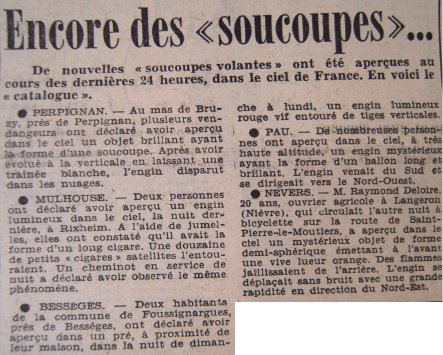 Encore des «soucoupes»...
De nouvelles « soucoupes volantes » ont été aperçues au
cours des dernières 24 heures, dans le ciel de France. En voici le
« catalogue ».
● PERPIGNAN. — Au mas de Bru-
zy, près de Perpignan, plusieurs ven-
dangeurs ont déclaré avoir aperçu
dans le ciel un objet brillant ayant
la forme d'une soucoupe. Après avoir
évolué à la verticale en laissant une
traînée blanche, l'engin disparut
dans les nuages.
● MULHOUSE. — Deux personnes
ont déclaré avoir aperçu un engin
lumineux dans le ciel, la nuit der-
nière, à Rixheim. A l'aide de jumel-
les, elles ont constaté qu'il avait la
forme d'un long cigare. Une douzaine
de petits « cigares » satellites l'entou-
raient. Un cheminot en service de
nuit a déclaré avoir observé le même
phénomène.
● BESSEGES. — Deux habitants
de la commune de Foussignargues,
près de Bessèges, ont déclaré avoir
aperçu dans un pré, à proximité de
leur maison, dans la nuit de diman-
che à lundi, un engin lumineux
rouge vif entouré de tiges verticales.
● PAU. — De nombreuses person-
nes ont aperçu dans le ciel, à très
haute altitude, un engin mystérieux
ayant la forme d'un ballon long et
brillant. L'engin venait du Sud et
se dirigeait vers le Nord-Ouest.
● NEVERS. — M. Raymond Deloire,
20 ans, ouvrier agricole à Langeron
(Nièvre), qui circulait l'autre nuit à
bicyclette sur la route de Saint-
Pierre-le-Moutiers, a aperçu dans le
ciel un mystérieux objet de forme
demi-sphérique émettant à l'avant
une vive lueur orange. Des flammes
jaillissaient de l'arrière. L'engin se
déplaçait sans bruit avec une grande
rapidité en direction du Nord-Est.